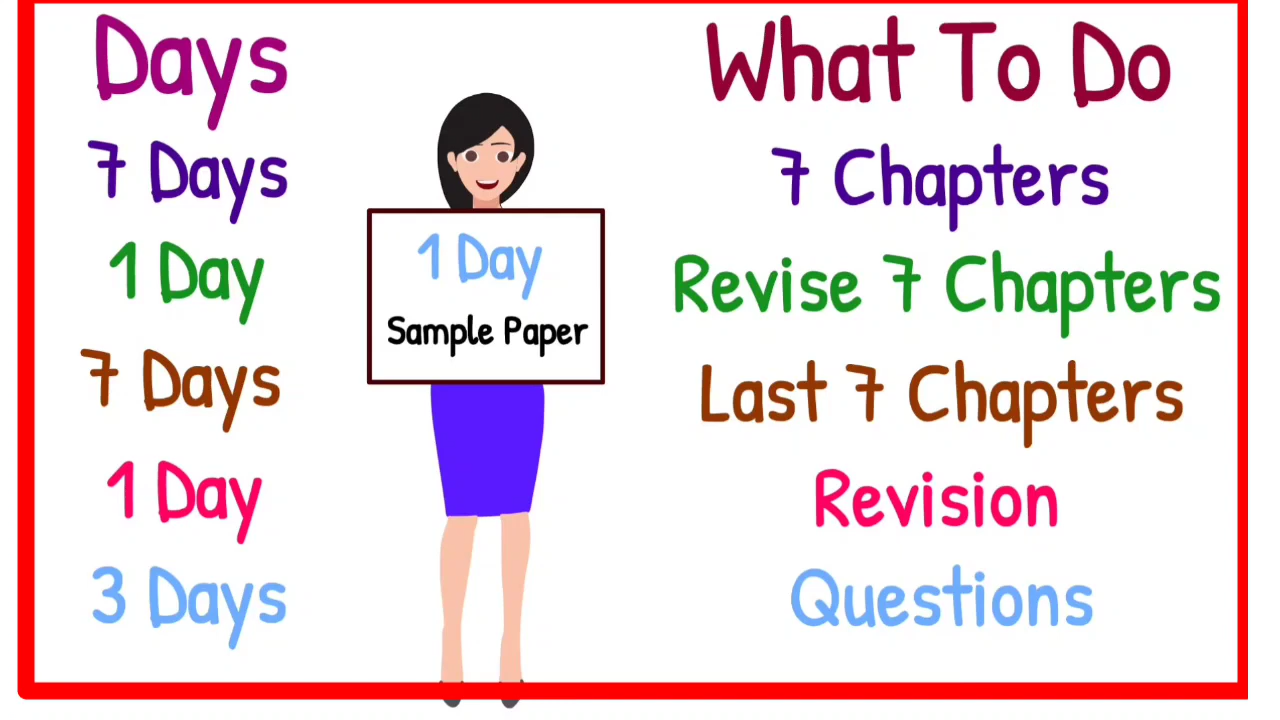 Days What To Do
7 Days 7 Chapters
1 Day Revise 7 Chapters
7 Days Last 7 Chapters
1 Day Revision
3 Days Questions
1 Day
Sample Paper